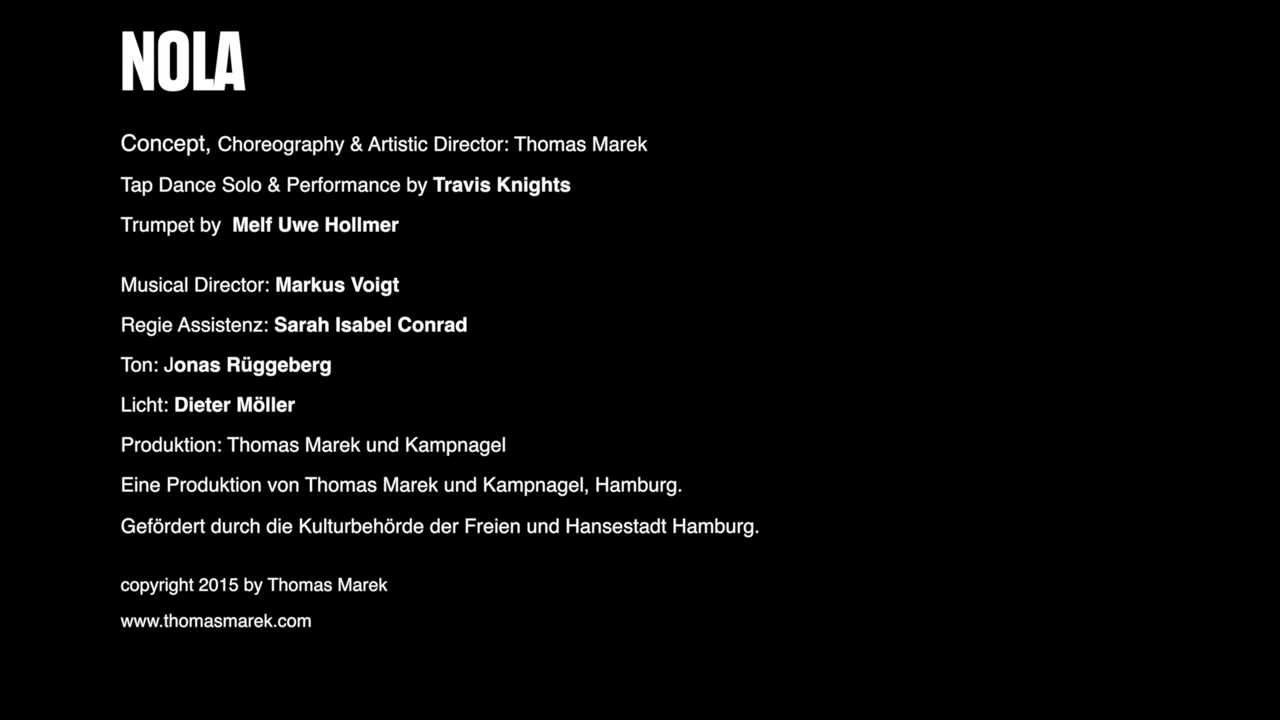 NOLA
Concept, Choreography & Artistic Director: Thomas Marek
Tap Dance Solo & Performance by Travis Knights
Trumpet by Melf Uwe Hollmer
Musical Director: Markus Voigt
Regie Assistenz: Sarah Isabel Conrad
Ton: Jonas Rüggeberg
Licht: Dieter Möller
Produktion: Thomas Marek und Kampnagel
Eine Produktion von Thomas Marek und Kampnagel, Hamburg.
Gefördert durch die Kulturbehörde der Freien und Hansestadt Hamburg.
copyright 2015 by Thomas Marek
www.thomasmarek.com